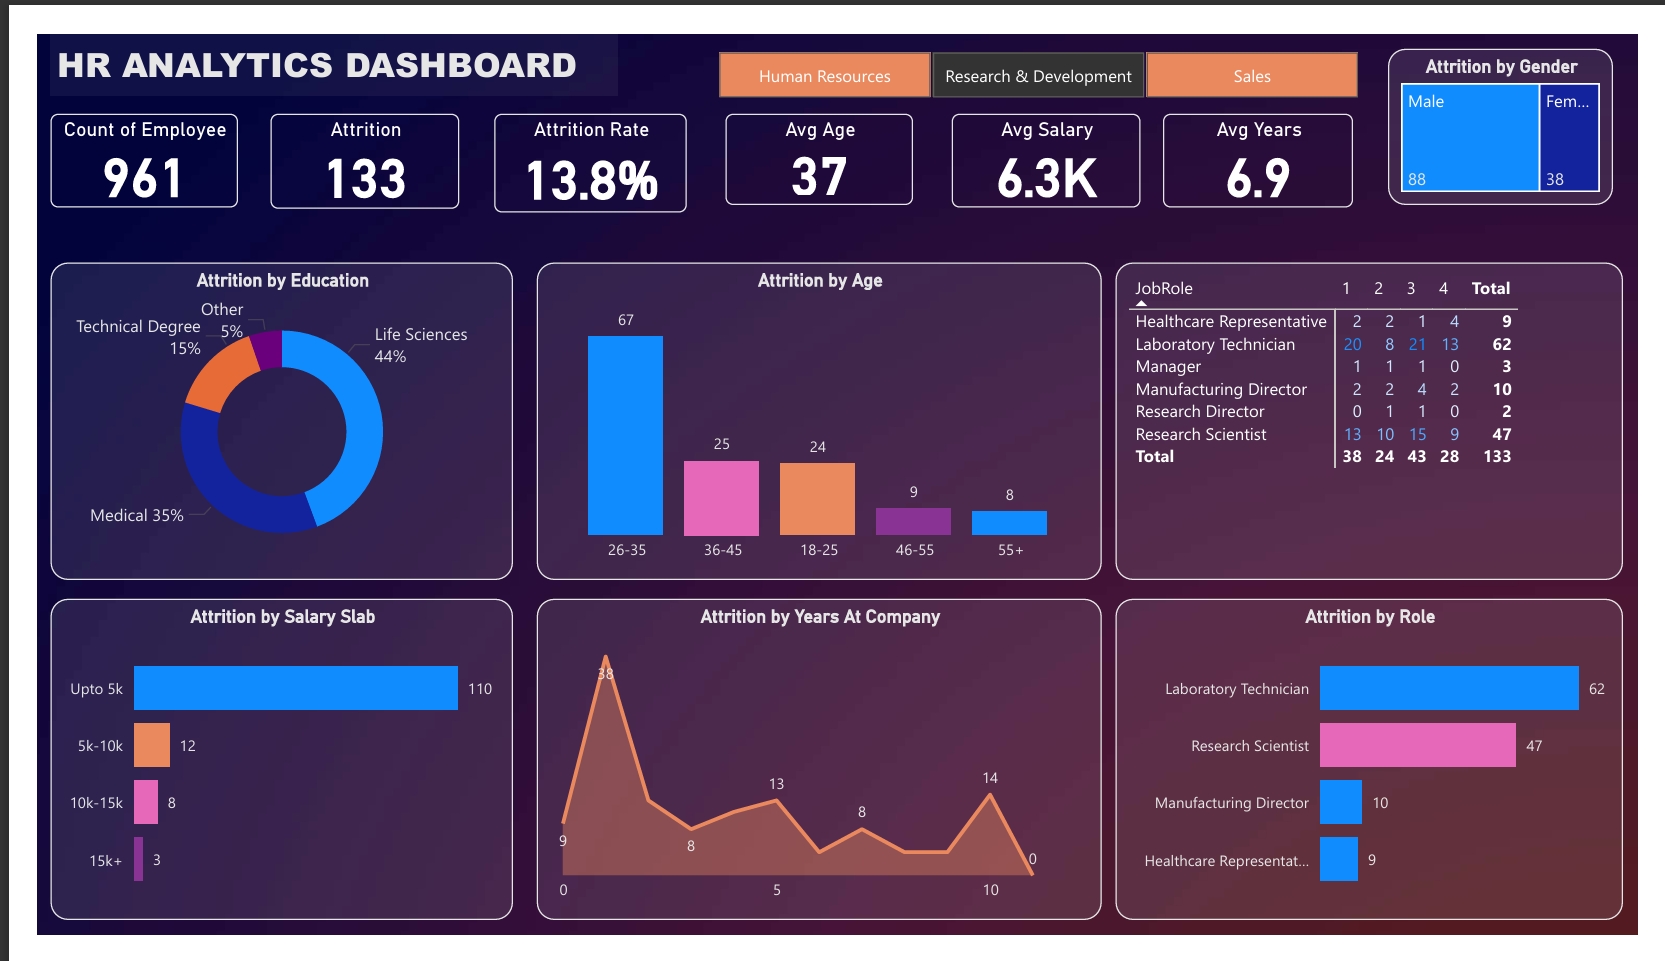 HR ANALYTICS DASHBOARD
Human Resources
Research & Development
Sales
Attrition by Gender
Male
Fem...
88
38
Count of Employee
961
Attrition
133
Attrition Rate
13.8%
Avg Age
37
Avg Salary
6.3K
Avg Years
6.9
Attrition by Education
Other
5%
Technical Degree
15%
Life Sciences
44%
Medical 35%
Attrition by Age
67
25
24
9
8
26-35
36-45
18-25
46-55
55+
JobRole 1 2 3 4 Total
Healthcare Representative 2 2 1 4 9
Laboratory Technician 20 8 21 13 62
Manager 1 1 1 0 3
Manufacturing Director 2 2 4 2 10
Research Director 0 1 1 0 2
Research Scientist 13 10 15 9 47
Total 38 24 43 28 133
Attrition by Salary Slab
Upto 5k 110
5k-10k 12
10k-15k 8
15k+ 3
Attrition by Years At Company
38
9
8
13
8
14
0
0 5 10
Attrition by Role
Laboratory Technician 62
Research Scientist 47
Manufacturing Director 10
Healthcare Representat... 9